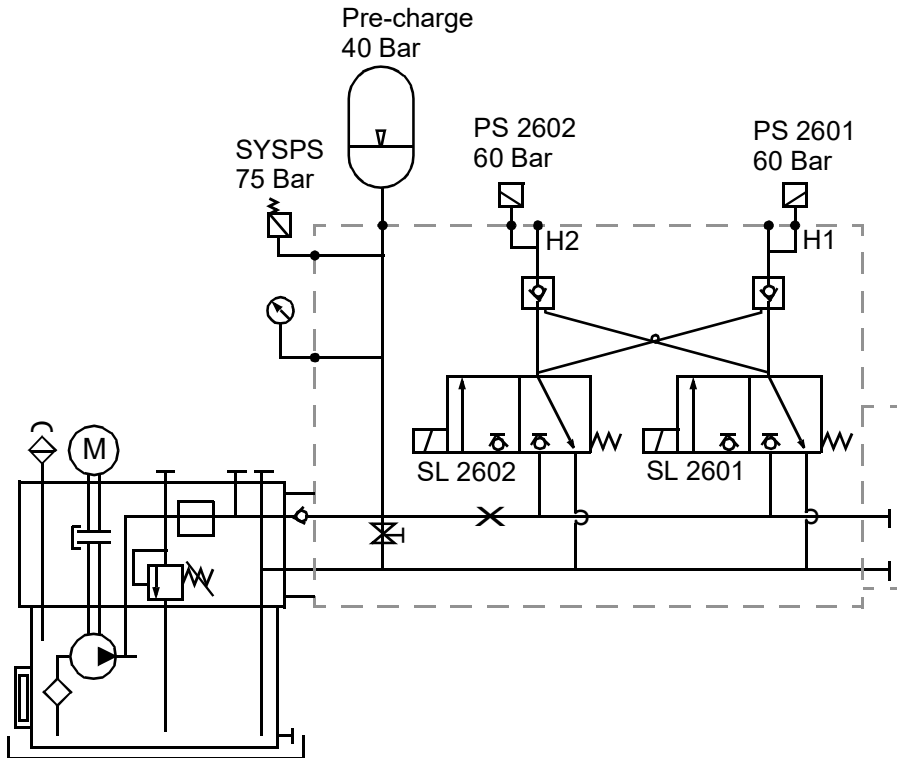 Pre-charge
40 Bar
PS 2602
60 Bar
PS 2601
60 Bar
SYSPS
75 Bar
H2
H1
M
SL 2602
SL 2601